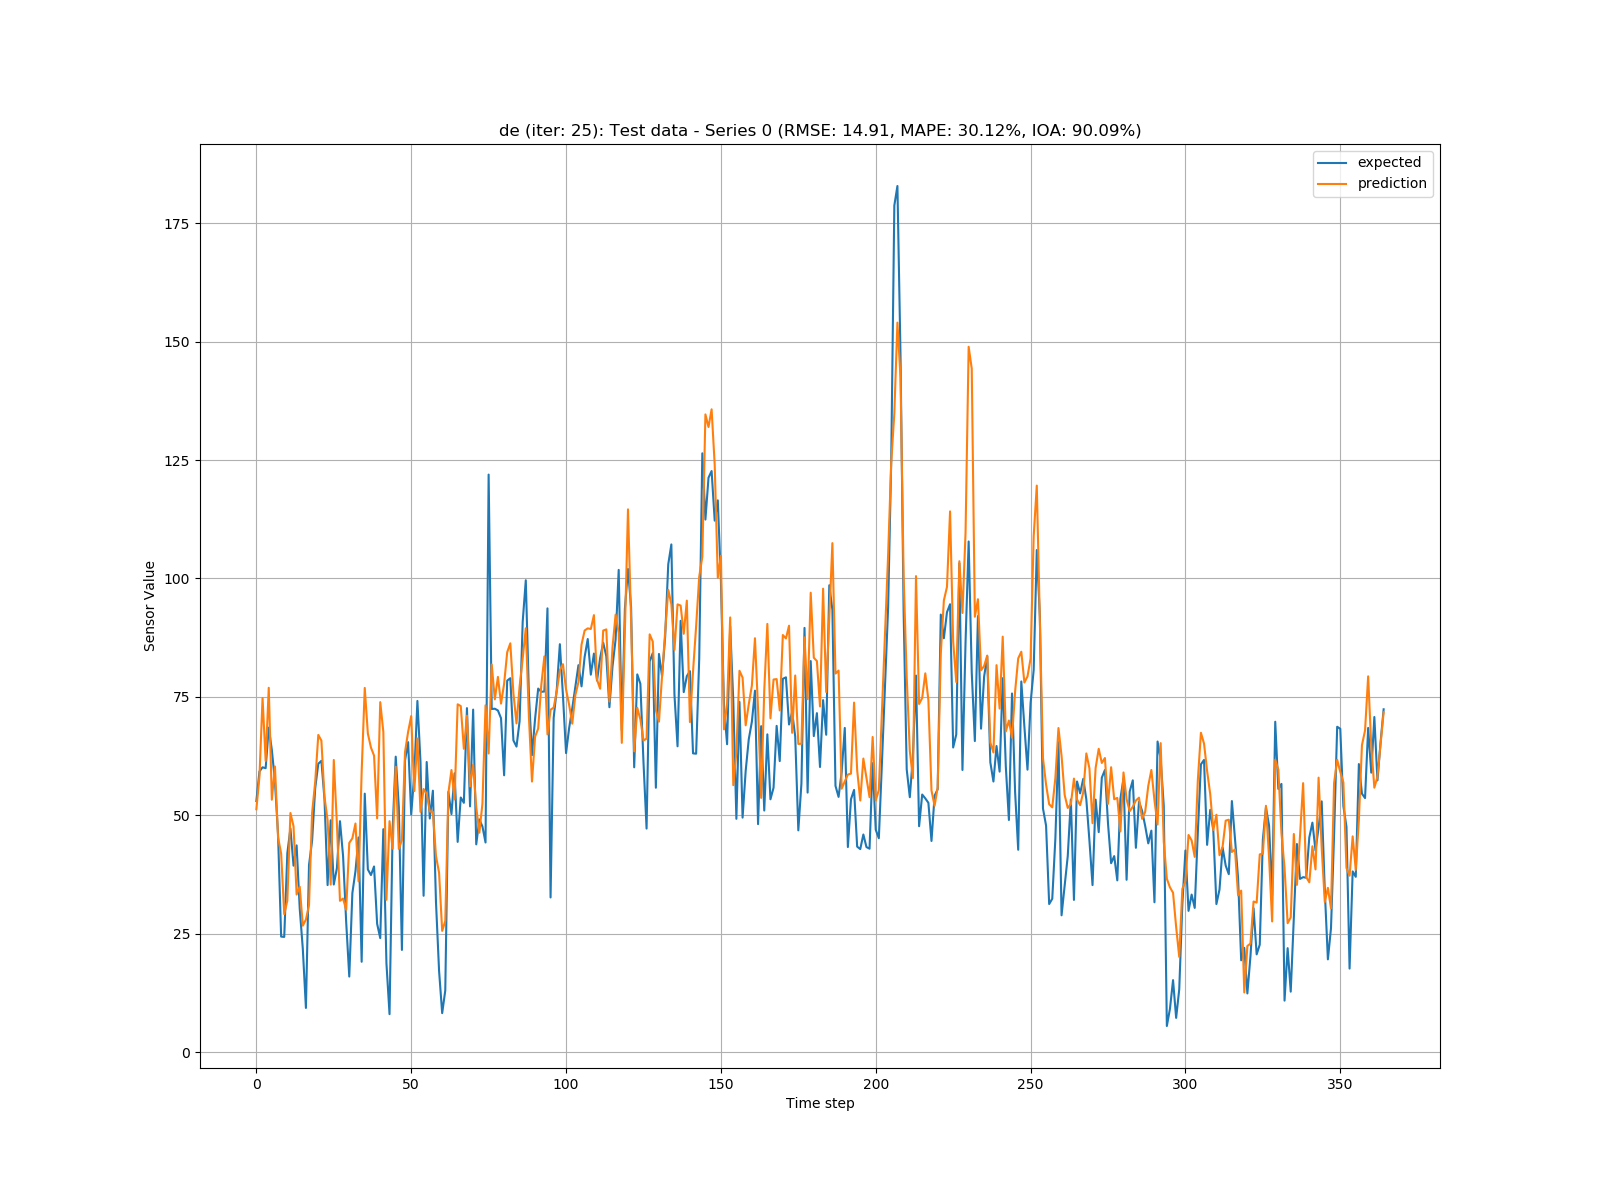 de (iter: 25): Test data - Series 0 (RMSE: 14.91, MAPE: 30.12%, IOA: 90.09%)
expected
prediction
175
150
125
100
75
50
25
0
Sensor Value
0 50 100 150 200 250 300 350
Time step